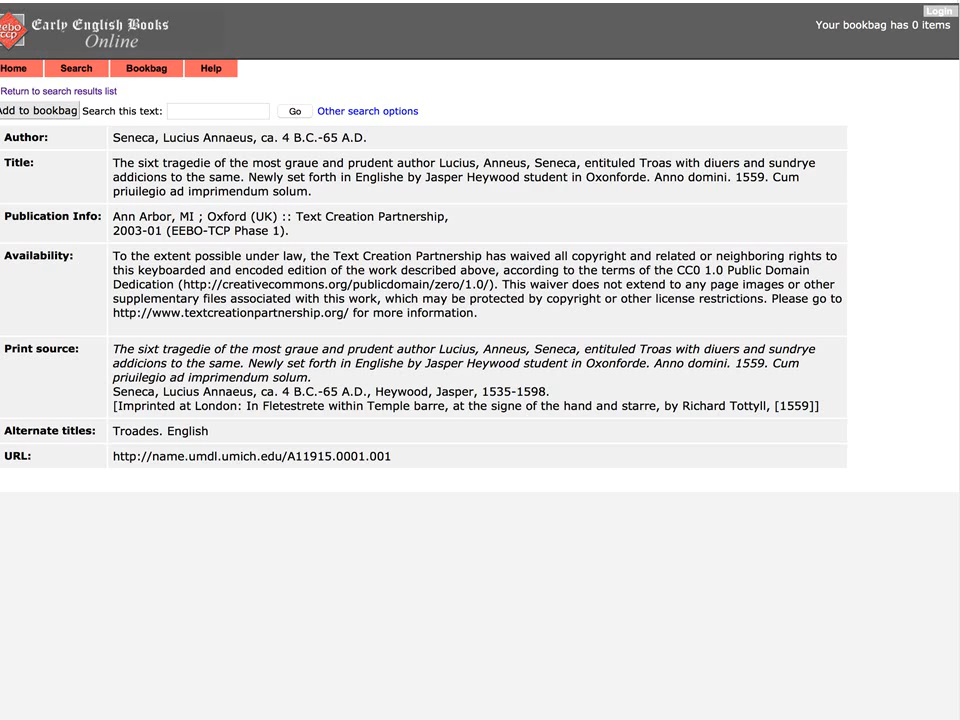 Login
Early English Books
Online
Your bookbag has 0 items
ebo
TCP
Home Search Bookbag Help
Return to search results list
Add to bookbag Search this text: Go Other search options
Author: Seneca, Lucius Annaeus, ca. 4 B.C.-65 A.D.
Title: The sixt tragedie of the most graue and prudent author Lucius, Anneus, Seneca, entituled Troas with diuers and sundrye
addicions to the same. Newly set forth in Englishe by Jasper Heywood student in Oxonforde. Anno domini. 1559. Cum
priuilegio ad imprimendum solum.
Publication Info: Ann Arbor, MI ; Oxford (UK) :: Text Creation Partnership,
2003-01 (EEBO-TCP Phase 1).
Availability: To the extent possible under law, the Text Creation Partnership has waived all copyright and related or neighboring rights to
this keyboarded and encoded edition of the work described above, according to the terms of the CC0 1.0 Public Domain
Dedication (http://creativecommons.org/publicdomain/zero/1.0/). This waiver does not extend to any page images or other
supplementary files associated with this work, which may be protected by copyright or other license restrictions. Please go to
http://www.textcreationpartnership.org/ for more information.
Print source: The sixt tragedie of the most graue and prudent author Lucius, Anneus, Seneca, entituled Troas with diuers and sundrye
addicions to the same. Newly set forth in Englishe by Jasper Heywood student in Oxonforde. Anno domini. 1559. Cum
priuilegio ad imprimendum solum.
Seneca, Lucius Annaeus, ca. 4 B.C.-65 A.D., Heywood, Jasper, 1535-1598.
[Imprinted at London: In Fletestrete within Temple barre, at the signe of the hand and starre, by Richard Tottyll, [1559]]
Alternate titles: Troades. English
URL: http://name.umdl.umich.edu/A11915.0001.001